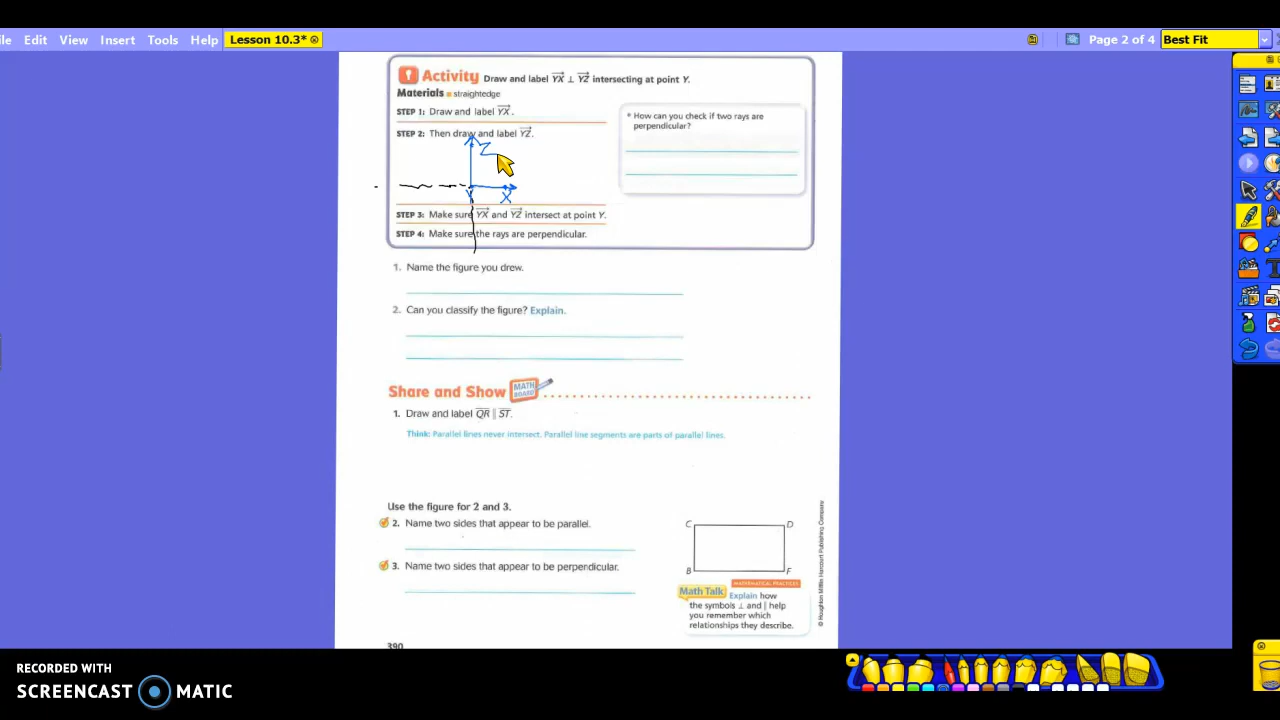 File Edit View Insert Tools Help Lesson 10.3* Page 2 of 4 Best Fit
Activity Draw and label YX ⊥ YZ intersecting at point Y.
Materials ■ straightedge
STEP 1: Draw and label YX.
STEP 2: Then draw and label YZ.
Z
Y X
STEP 3: Make sure YX and YZ intersect at point Y.
STEP 4: Make sure the rays are perpendicular.
* How can you check if two rays are
perpendicular?
1. Name the figure you drew.
2. Can you classify the figure? Explain.
Share and Show MATH BOARD
1. Draw and label QR ∥ ST.
Think: Parallel lines never intersect. Parallel line segments are parts of parallel lines.
Use the figure for 2 and 3.
2. Name two sides that appear to be parallel.
3. Name two sides that appear to be perpendicular.
C D
B F
MATHEMATICAL PRACTICES
Math Talk Explain how
the symbols ⊥ and | help
you remember which
relationships they describe.
© Houghton Mifflin Harcourt Publishing Company
390
RECORDED WITH
SCREENCAST MATIC